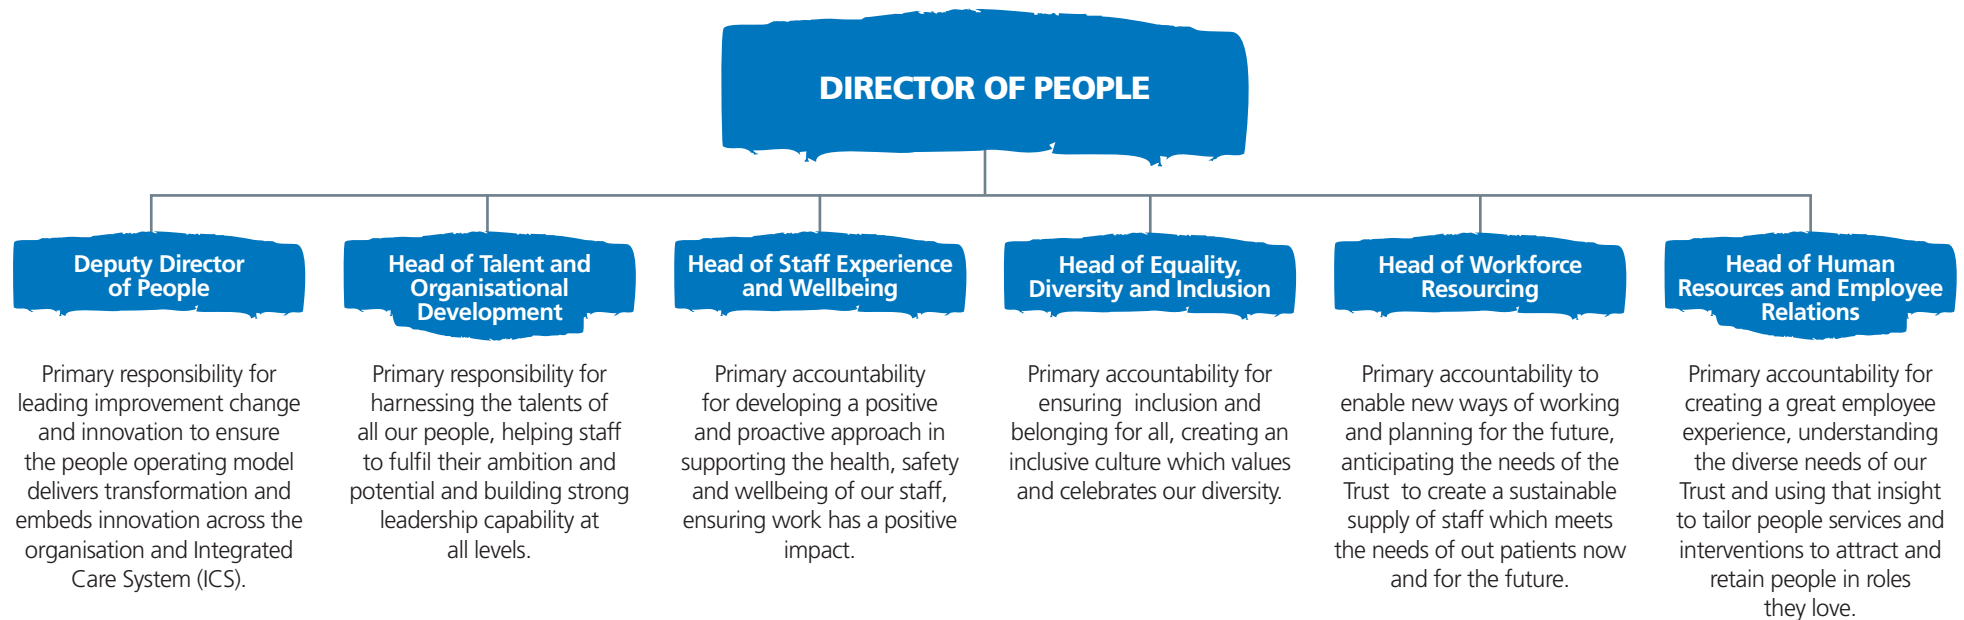 DIRECTOR OF PEOPLE
Deputy Director
of People
Primary responsibility for
leading improvement change
and innovation to ensure
the people operating model
delivers transformation and
embeds innovation across the
organisation and Integrated
Care System (ICS).
Head of Talent and
Organisational
Development
Primary responsibility for
harnessing the talents of
all our people, helping staff
to fulfil their ambition and
potential and building strong
leadership capability at
all levels.
Head of Staff Experience
and Wellbeing
Primary accountability
for developing a positive
and proactive approach in
supporting the health, safety
and wellbeing of our staff,
ensuring work has a positive
impact.
Head of Equality,
Diversity and Inclusion
Primary accountability for
ensuring  inclusion and
belonging for all, creating an
inclusive culture which values
and celebrates our diversity.
Head of Workforce
Resourcing
Primary accountability to
enable new ways of working
and planning for the future,
anticipating the needs of the
Trust  to create a sustainable
supply of staff which meets
the needs of out patients now
and for the future.
Head of Human
Resources and Employee
Relations
Primary accountability for
creating a great employee
experience, understanding
the diverse needs of our
Trust and using that insight
to tailor people services and
interventions to attract and
retain people in roles
they love.